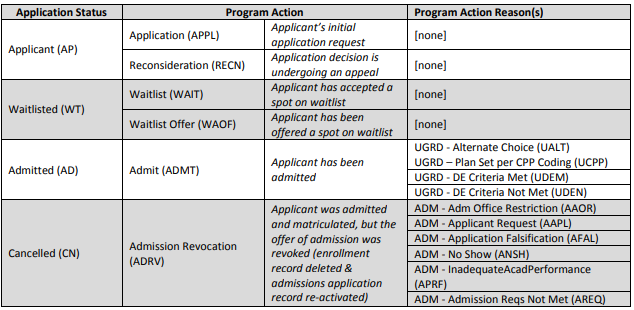 Application Status
Program Action
Program Action Reason(s)
Applicant (AP)
Application (APPL)
Applicant's initial
application request
[none]
Reconsideration (RECN)
Application decision is
undergoing an appeal
[none]
Waitlisted (WT)
Waitlist (WAIT)
Applicant has accepted a
spot on waitlist
[none]
Waitlist Offer (WAOF)
Applicant has been
offered a spot on waitlist
Admitted (AD)
Admit (ADMT)
Applicant has been
admitted
UGRD - Alternate Choice (UALT)
UGRD – Plan Set per CPP Coding (UCPP)
UGRD - DE Criteria Met (UDEM)
UGRD - DE Criteria Not Met (UDEN)
Cancelled (CN)
Admission Revocation
(ADRV)
Applicant was admitted
and matriculated, but the
offer of admission was
revoked (enrollment
record deleted &
admissions application
record re-activated)
ADM - Adm Office Restriction (AAOR)
ADM - Applicant Request (AAPL)
ADM - Application Falsification (AFAL)
ADM - No Show (ANSH)
ADM - InadequateAcadPerformance
(APRF)
ADM - Admission Reqs Not Met (AREQ)